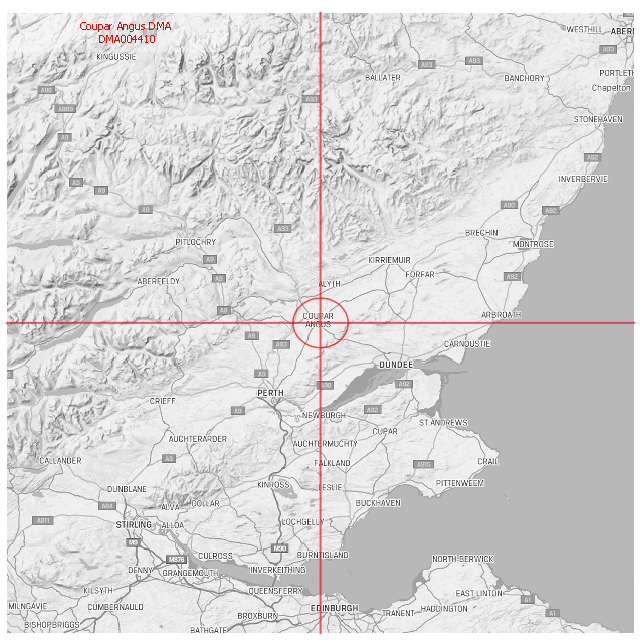 Coupar Angus DMA
DMA004410
WESTHILL
KINGUSSIE
A93
A93
A93
BALLATER
BANCHORY
PORTLETH
Chapelton
A86
A93
A889
STONEHAVEN
A9
A92
A9
A9
INVERBERVIE
A9
A90
A92
A93
BRECHIN
PITLOCHRY
MONTROSE
A9
KIRRIEMUIR
FORFAR
A92
A9
ABERFELDY
ALYTH
A9
COUPAR
ANGUS
ARBROATH
A9
A93
CARNOUSTIE
DUNDEE
A9
A90
A92
PERTH
CRIEFF
A9
NEWBURGH
A92
ST ANDREWS
CUPAR
AUCHTERARDER
AUCHTERMUCHTY
CALLANDER
A9
FALKLAND
A915
CRAIL
KINROSS
LESLIE
PITTENWEEM
DUNBLANE
DOLLAR
BUCKHAVEN
A84
ALVA
A811
STIRLING
ALLOA
LOCHGELLY
M9
M90
CULROSS
BURNTISLAND
M876
NORTH BERWICK
DENNY
GRANGEMOUTH
INVERKEITHING
KILSYTH
QUEENSFERRY
EAST LINTON
A1
MILNGAVIE
CUMBERNAULD
EDINBURGH
HADDINGTON
TRANENT
A1
BROXBURN
BISHOPBRIGGS
BATHGATE